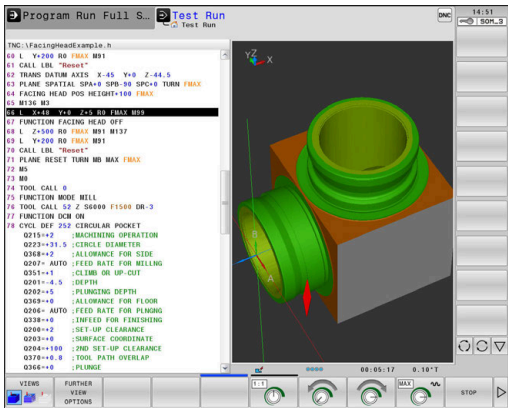 Program Run Full S…
Test Run
Test Run
DNC
14:51
SOM_3
TNC:\FacingHeadExample.h
60 L Y+200 R0 FMAX M91
61 CALL LBL "Reset"
62 TRANS DATUM AXIS X-45 Y+0 Z-44.5
63 PLANE SPATIAL SPA+0 SPB-90 SPC+0 TURN FMAX
64 FACING HEAD POS HEIGHT+100 FMAX
65 M136 M3
66 L X+48 Y+0 Z+5 R0 FMAX M99
67 FUNCTION FACING HEAD OFF
68 L Z+500 R0 FMAX M91 M137
69 L Y+200 R0 FMAX M91
70 CALL LBL "Reset"
71 PLANE RESET TURN MB MAX FMAX
72 M5
73 M0
74 TOOL CALL 0
75 FUNCTION MODE MILL
76 TOOL CALL 52 Z S6000 F1500 DR-3
77 FUNCTION DCM ON
78 CYCL DEF 252 CIRCULAR POCKET
Q215=+2 ;MACHINING OPERATION
Q223=+31.5 ;CIRCLE DIAMETER
Q368=+2 ;ALLOWANCE FOR SIDE
Q207= AUTO ;FEED RATE FOR MILLNG
Q351=+1 ;CLIMB OR UP-CUT
Q201=-4.5 ;DEPTH
Q202=+5 ;PLUNGING DEPTH
Q369=+0 ;ALLOWANCE FOR FLOOR
Q206= AUTO ;FEED RATE FOR PLNGNG
Q338=+0 ;INFEED FOR FINISHING
Q200=+2 ;SET-UP CLEARANCE
Q203=+0 ;SURFACE COORDINATE
Q204=+100 ;2ND SET-UP CLEARANCE
Q370=+0.8 ;TOOL PATH OVERLAP
Q366=+0 ;PLUNGE
Y Z X
B
A
00:05:17 0.10°T
VIEWS
FURTHER VIEW OPTIONS
1:1
MAX
STOP